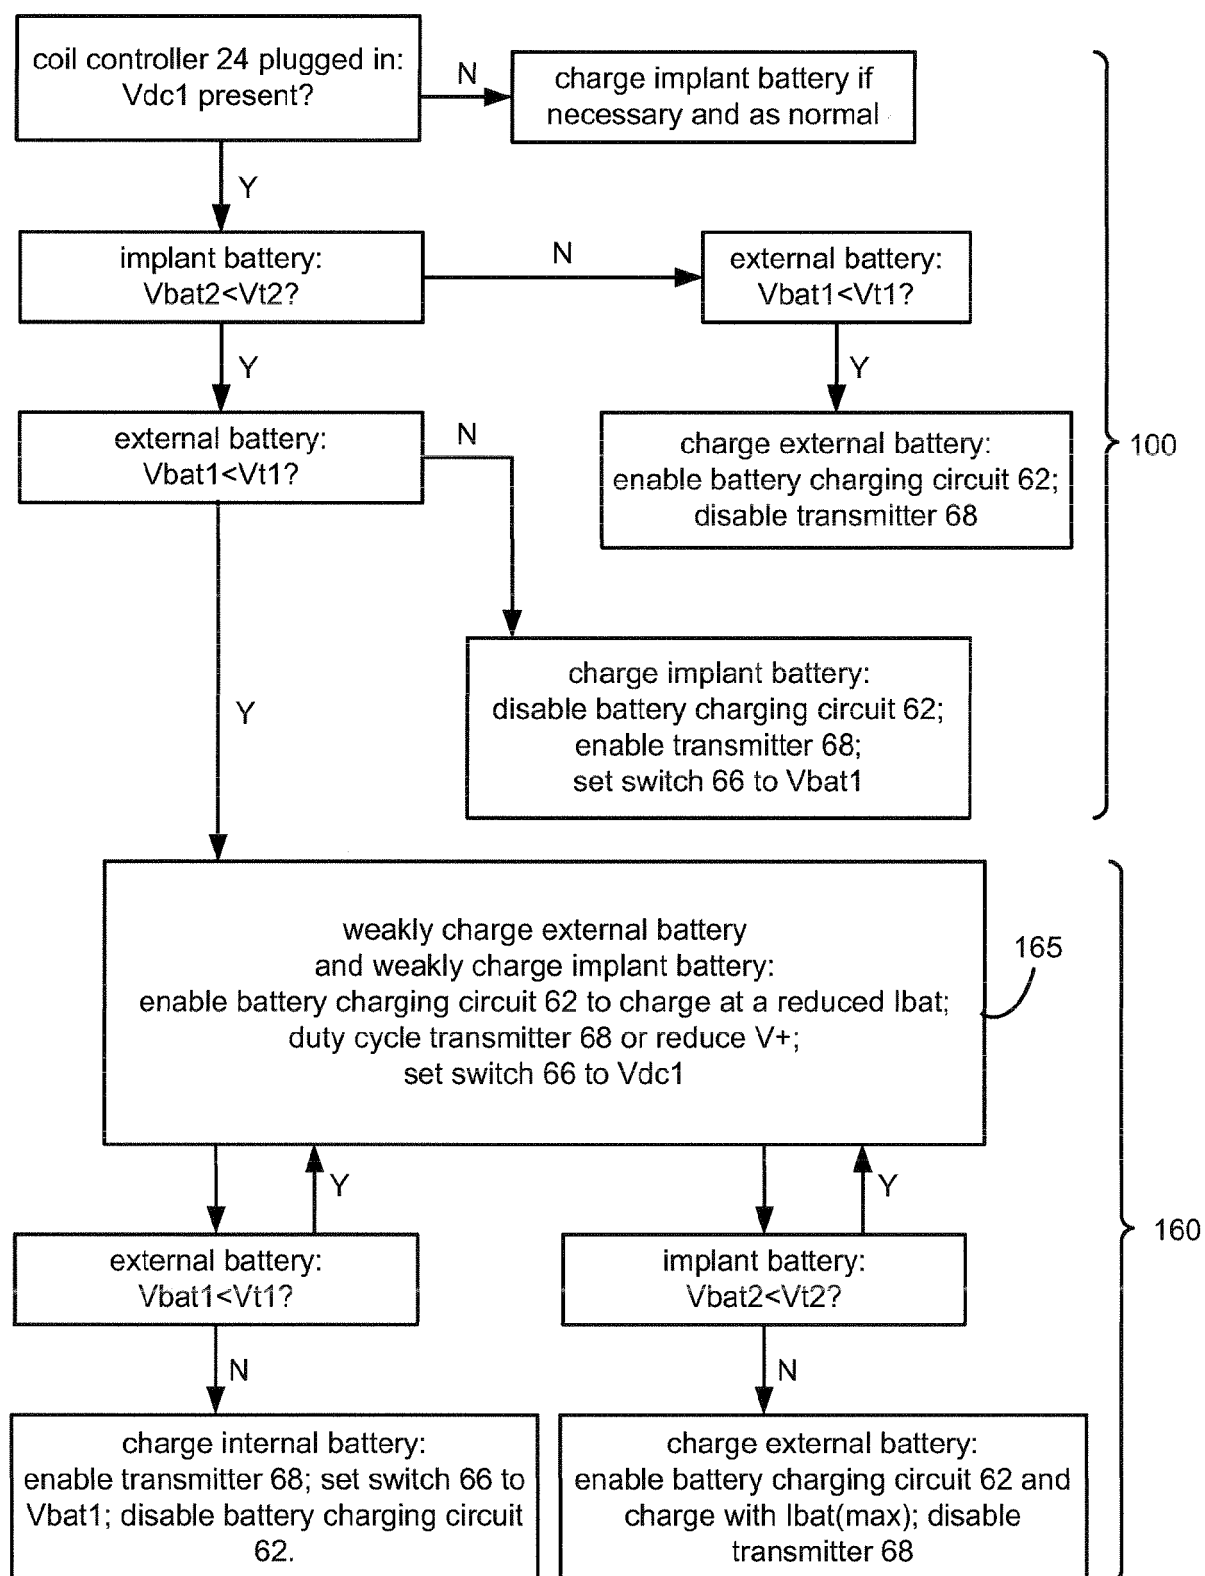 coil controller 24 plugged in:
Vdc1 present?
N
charge implant battery if
necessary and as normal
Y
implant battery:
Vbat2<Vt2?
N
external battery:
Vbat1<Vt1?
Y
Y
external battery:
Vbat1<Vt1?
N
charge external battery:
enable battery charging circuit 62;
disable transmitter 68
100
Y
charge implant battery:
disable battery charging circuit 62;
enable transmitter 68;
set switch 66 to Vbat1
weakly charge external battery
and weakly charge implant battery:
enable battery charging circuit 62 to charge at a reduced Ibat;
duty cycle transmitter 68 or reduce V+;
set switch 66 to Vdc1
165
Y
Y
external battery:
Vbat1<Vt1?
implant battery:
Vbat2<Vt2?
160
N
N
charge internal battery:
enable transmitter 68; set switch 66 to
Vbat1; disable battery charging circuit
62.
charge external battery:
enable battery charging circuit 62 and
charge with Ibat(max); disable
transmitter 68